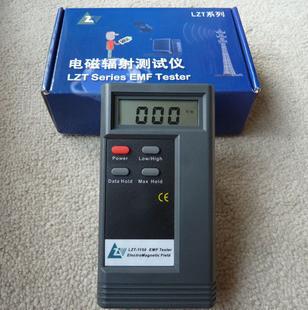 LZT系列
电磁辐射测试仪
LZT Series EMF Tester
000
Power
Low/High
Data Hold
Max Hold
CE
LZT-1150 EMF Tester
ElectroMagnetic Field